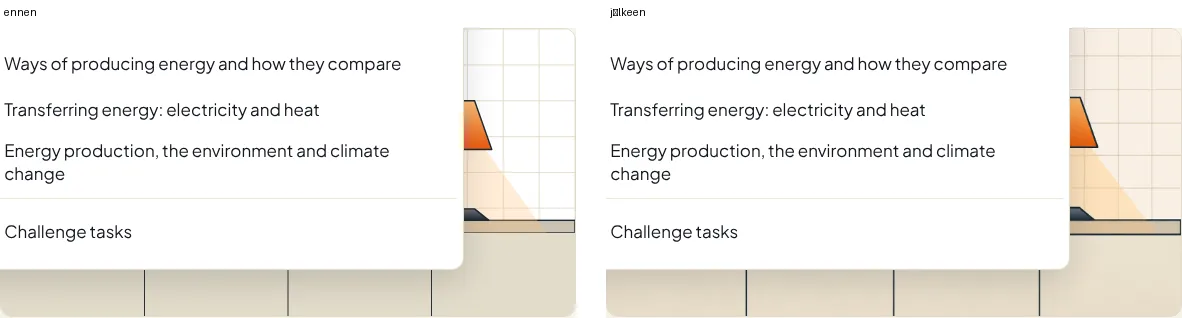 ennen
Ways of producing energy and how they compare
Transferring energy: electricity and heat
Energy production, the environment and climate
change
Challenge tasks
j□lkeen
Ways of producing energy and how they compare
Transferring energy: electricity and heat
Energy production, the environment and climate
change
Challenge tasks